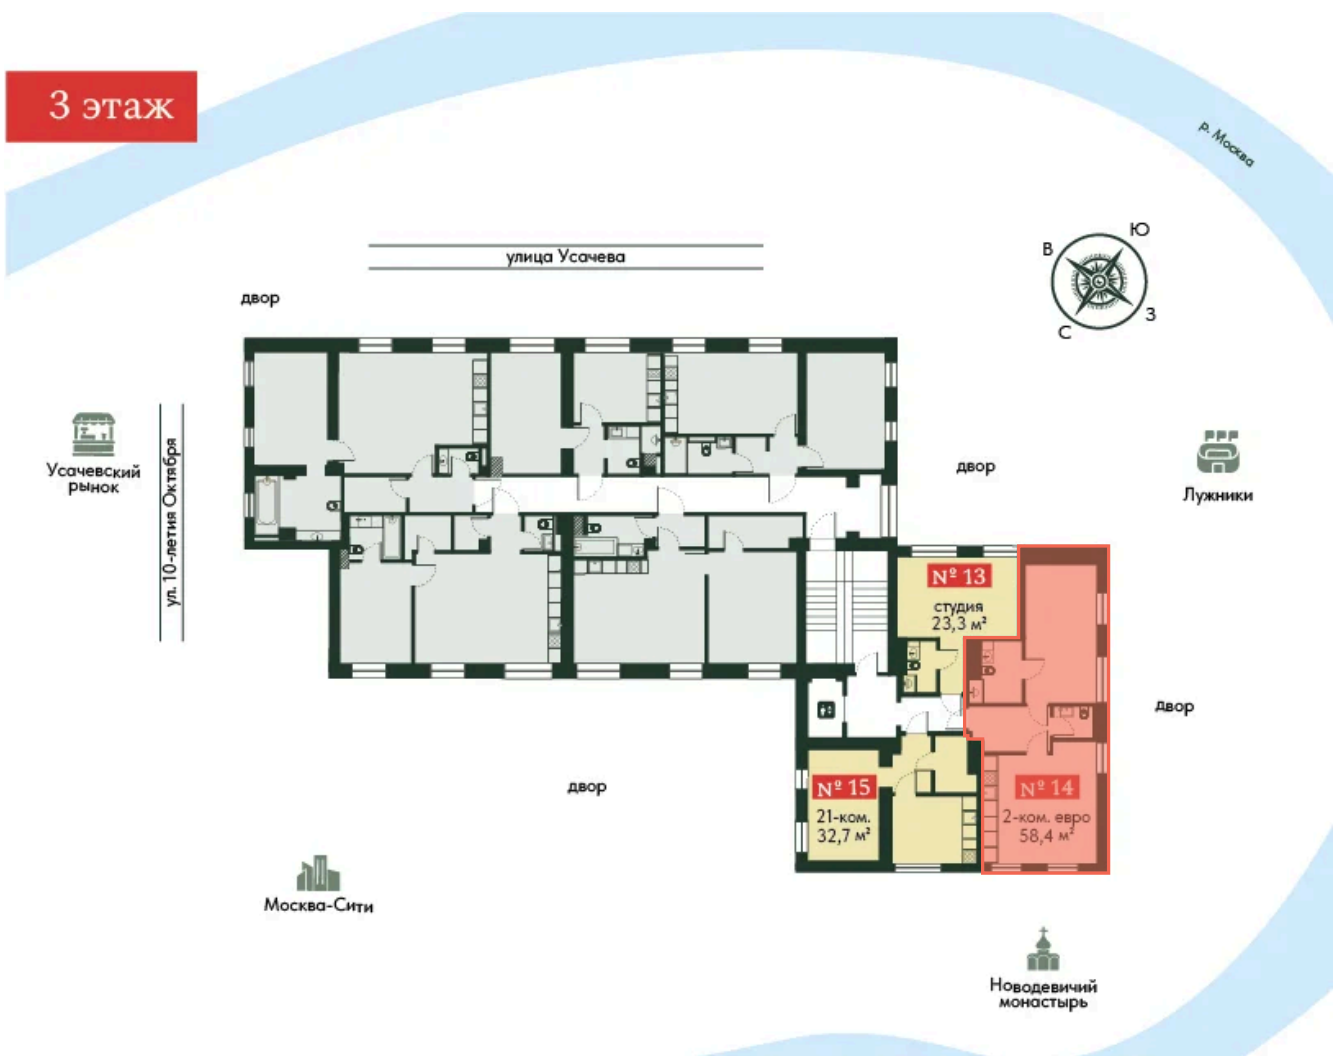 3 этаж
р. Москва
Ю
В
З
С
улица Усачева
двор
Усачевский
рынок
ул. 10-летия Октября
двор
Лужники
№ 13
студия
23,3 м²
двор
№ 15
21-ком.
32,7 м²
№ 14
2-ком. евро
58,4 м²
двор
Москва-Сити
Новодевичий
монастырь